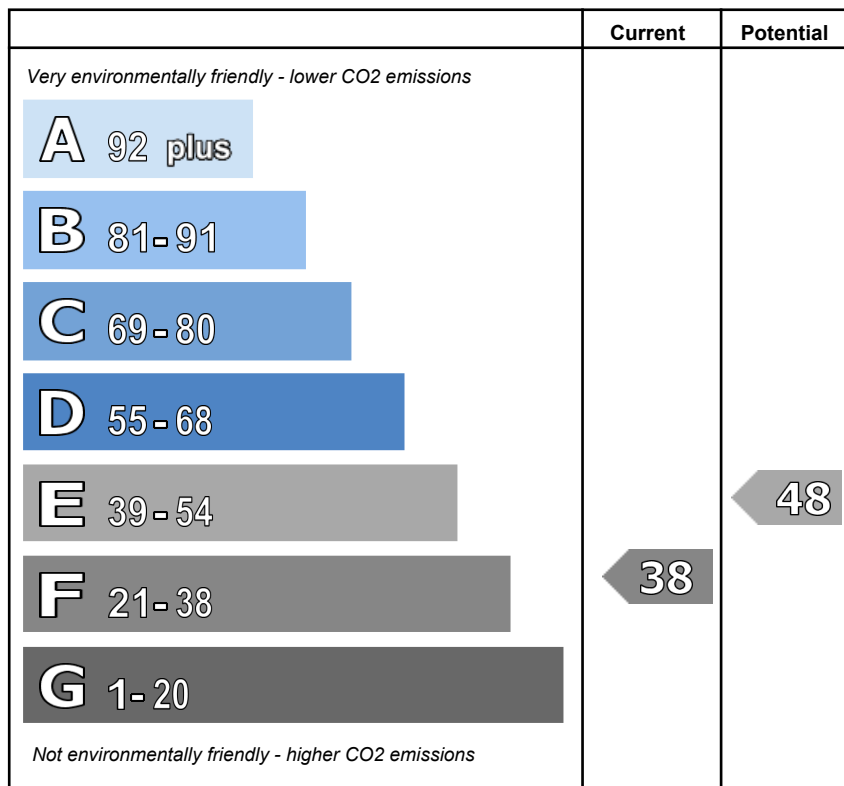 Current Potential
Very environmentally friendly - lower CO2 emissions
A 92 plus
B 81-91
C 69-80
D 55-68
E 39-54
48
F 21-38
38
G 1-20
Not environmentally friendly - higher CO2 emissions